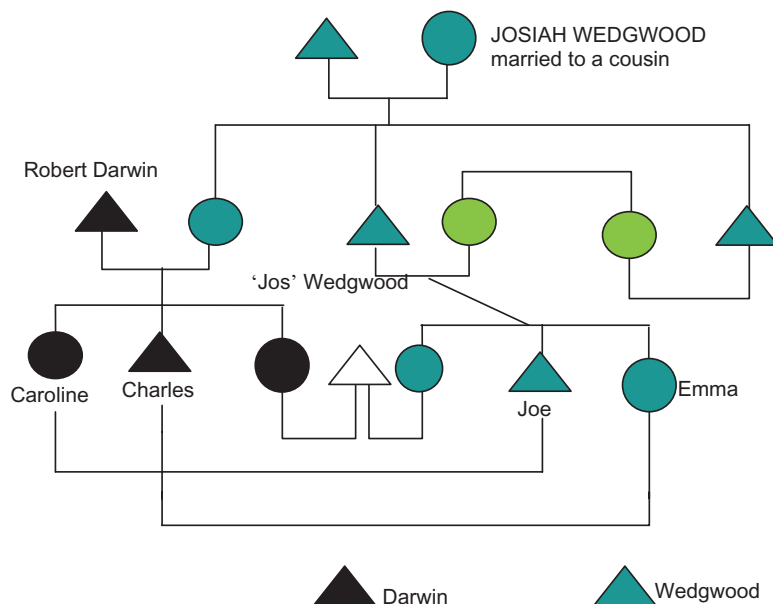 JOSIAH WEDGWOOD
married to a cousin
Robert Darwin
‘Jos’ Wedgwood
Caroline
Charles
Joe
Emma
Darwin
Wedgwood